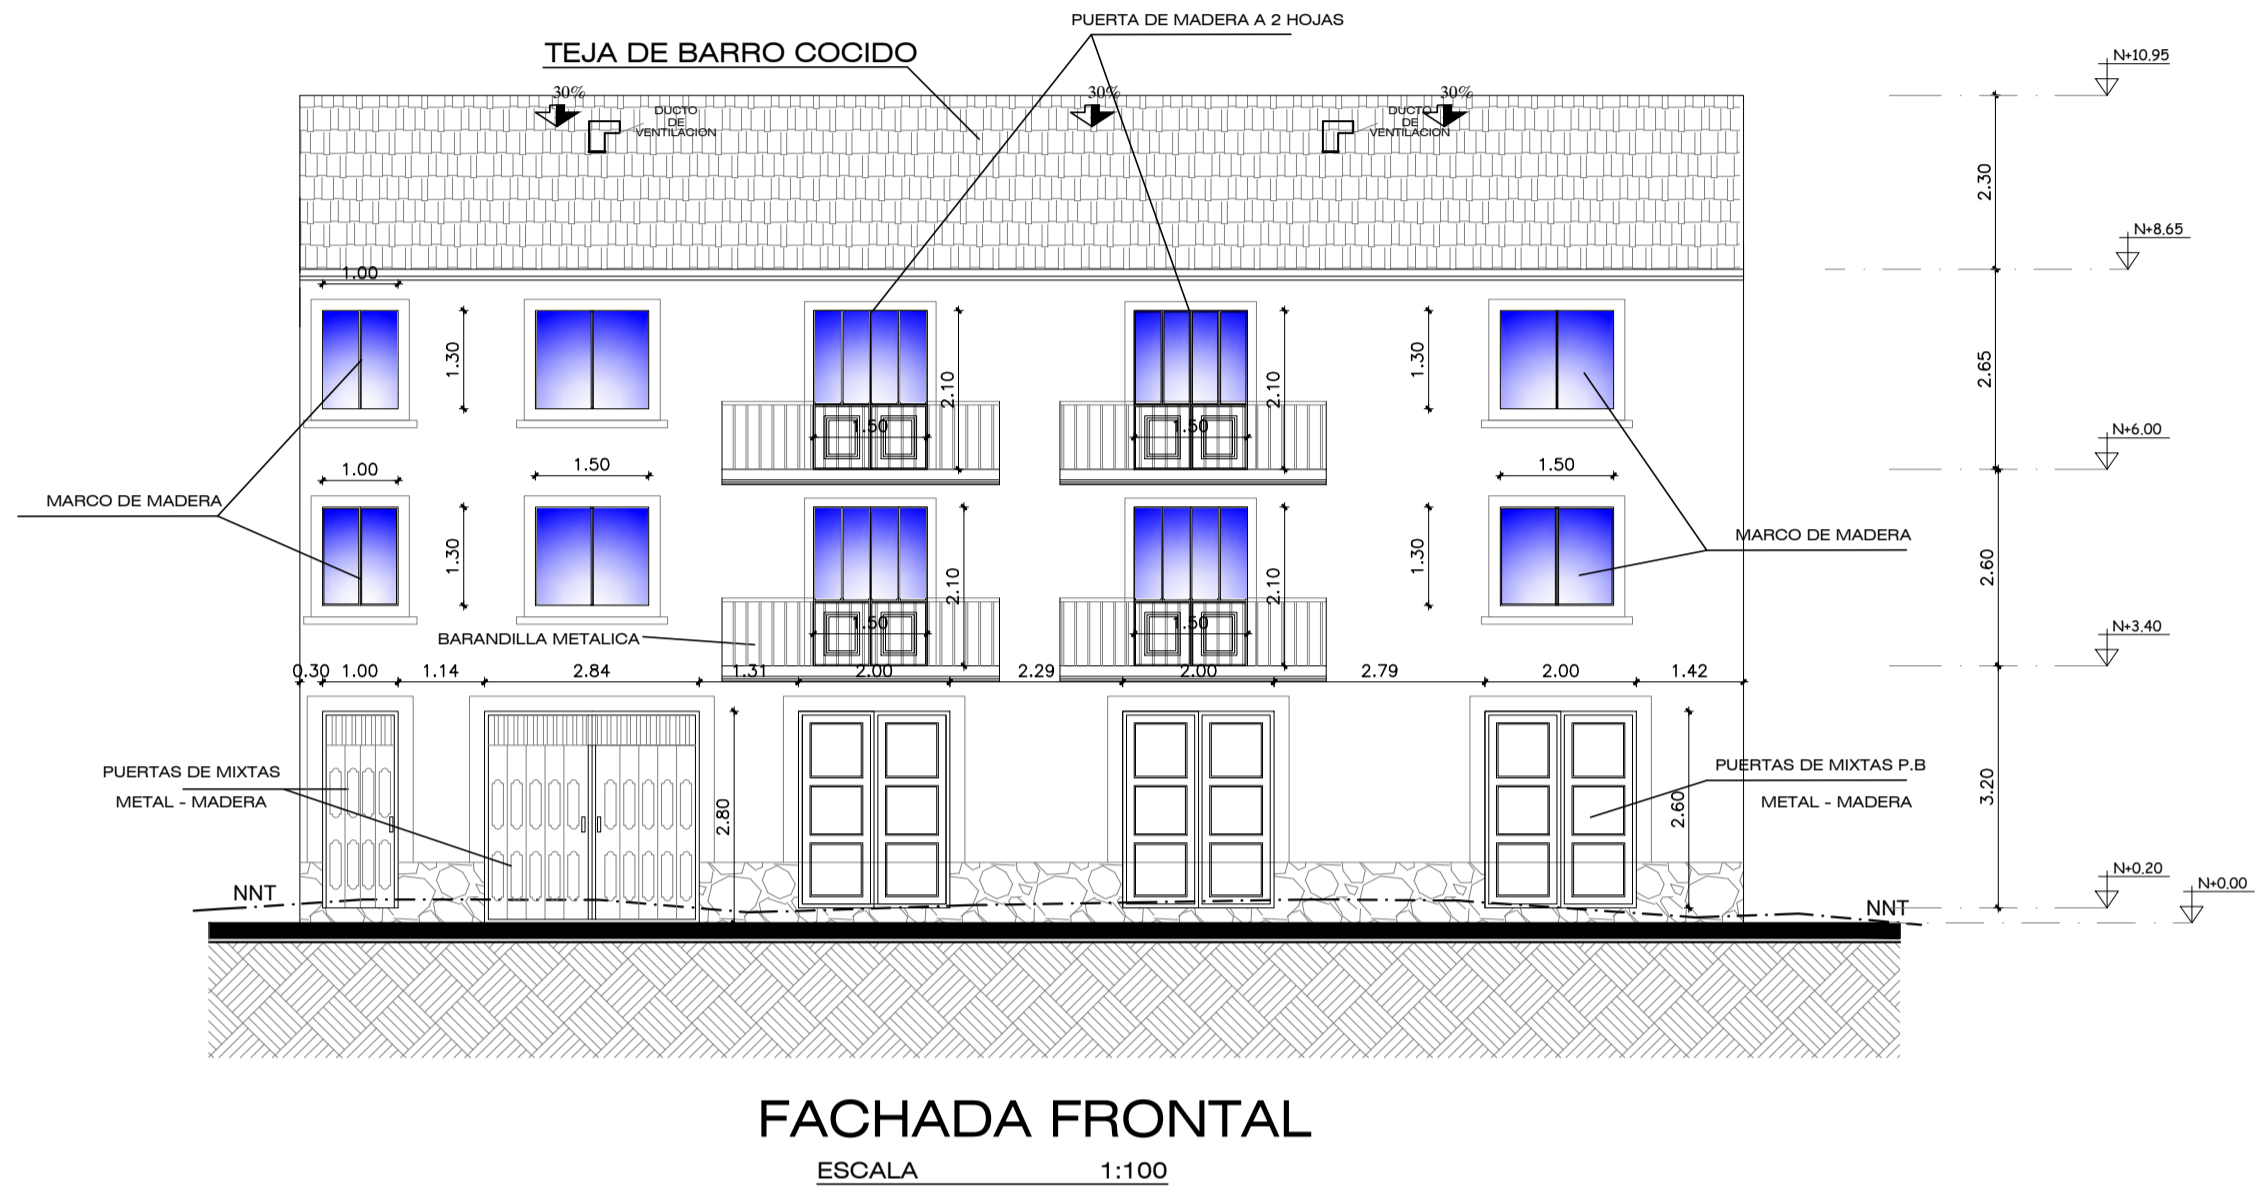 PUERTA DE MADERA A 2 HOJAS
TEJA DE BARRO COCIDO
N+10.95
30%
30%
30%
DUCTO
DE
VENTILACION
DUCTO
DE
VENTILACION
2.30
N+8.65
1.00
1.30
2.10
2.10
1.30
2.65
1.50
1.50
N+6.00
1.00
1.50
1.50
MARCO DE MADERA
MARCO DE MADERA
1.30
2.10
2.10
1.30
2.60
1.50
1.50
N+3.40
BARANDILLA METALICA
0.30
1.00
1.14
2.84
1.31
2.00
2.29
2.00
2.79
2.00
1.42
PUERTAS DE MIXTAS
METAL - MADERA
2.80
2.60
PUERTAS DE MIXTAS P.B
METAL - MADERA
3.20
N+0.20
N+0.00
NNT
NNT
FACHADA FRONTAL
ESCALA 1:100